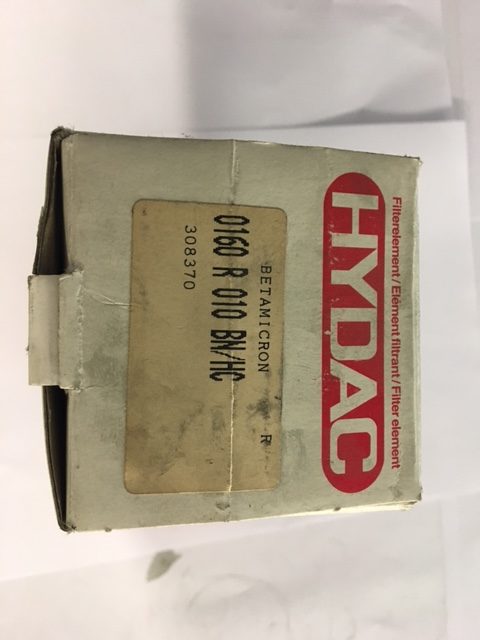 Filterelement / Elément filtrant / Filter element
HYDAC
BETAMICRON R
0160 R 010 BN/HC
308370